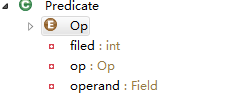 Predicate
Op
filed : int
op : Op
operand : Field